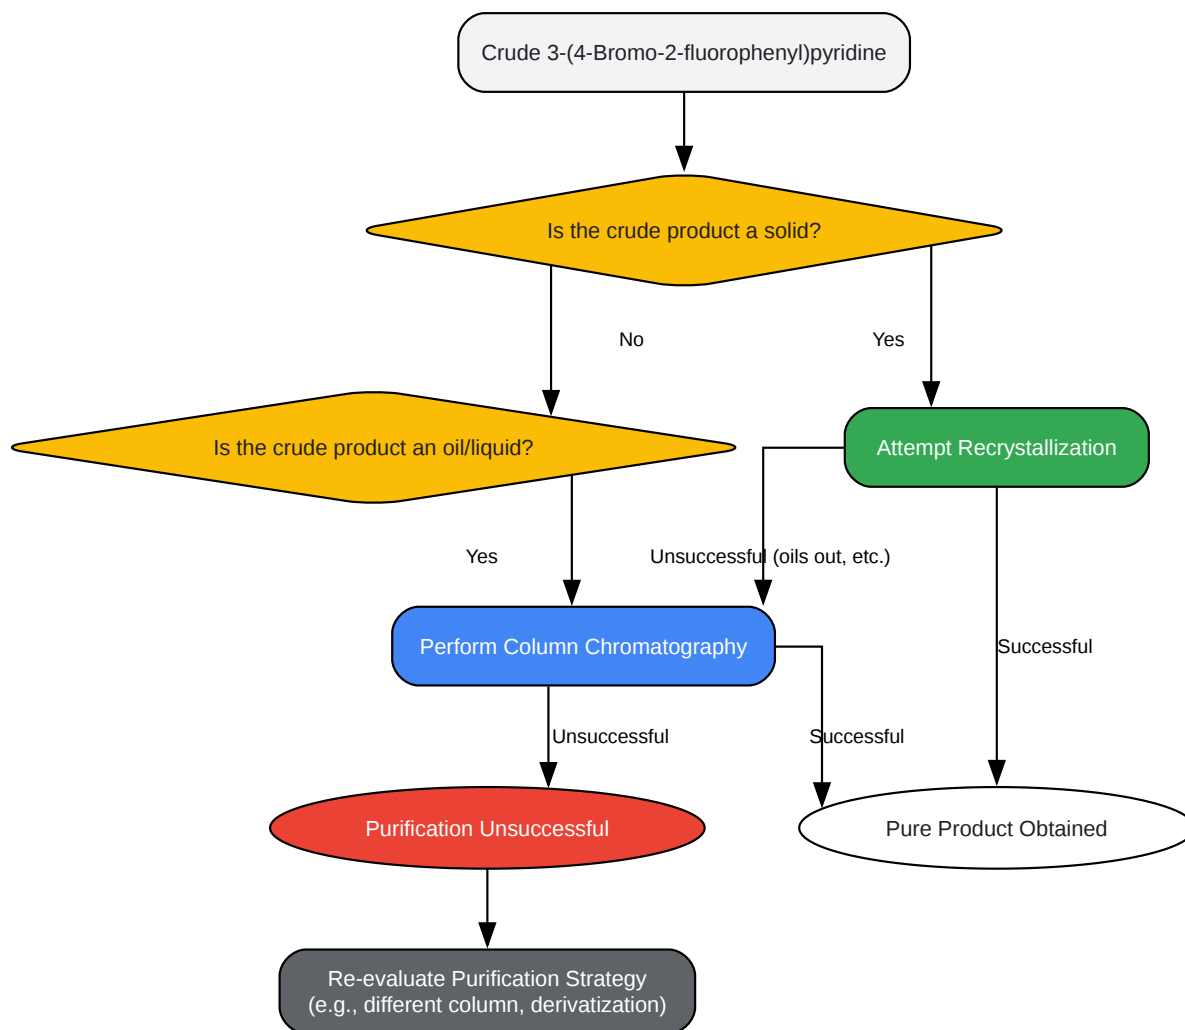 Crude 3-(4-Bromo-2-fluorophenyl)pyridine
Is the crude product a solid?
No
Yes
Is the crude product an oil/liquid?
Attempt Recrystallization
Yes
Unsuccessful (oils out, etc.)
Perform Column Chromatography
Successful
Unsuccessful
Successful
Purification Unsuccessful
Pure Product Obtained
Re-evaluate Purification Strategy
(e.g., different column, derivatization)